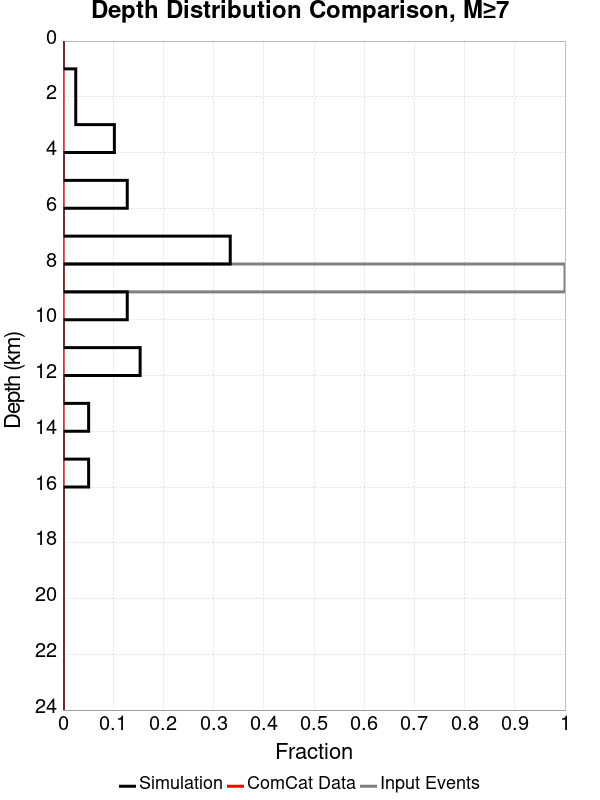 Depth Distribution Comparison, M≥7
0
2
4
6
8
10
12
14
16
18
20
22
24
Depth (km)
0 0.1 0.2 0.3 0.4 0.5 0.6 0.7 0.8 0.9 1
Fraction
Simulation ComCat Data Input Events